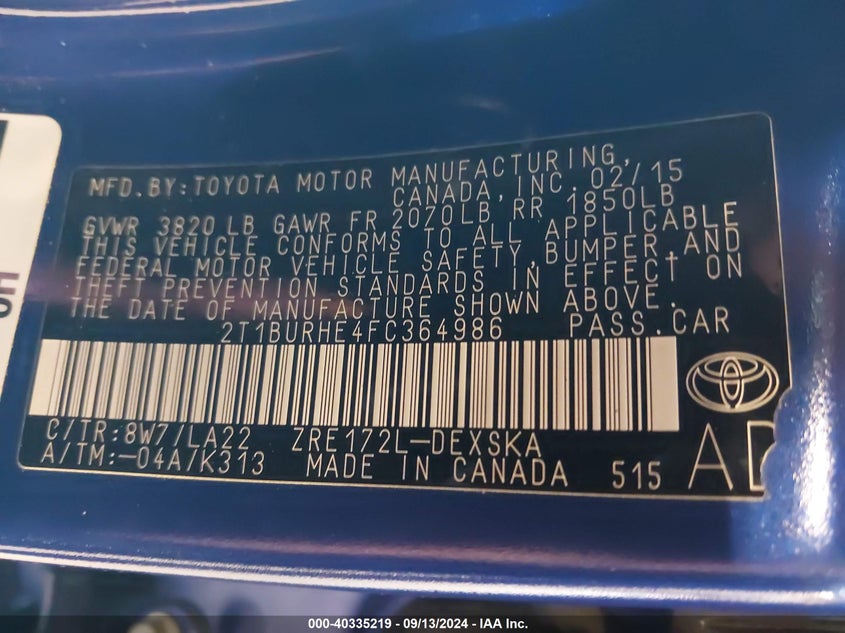 MFD. BY: TOYOTA MOTOR MANUFACTURING,
CANADA, INC. 02/15
GVWR 3820 LB GAWR FR 2070LB RR 1850LB
THIS VEHICLE CONFORMS TO ALL APPLICABLE
FEDERAL MOTOR VEHICLE SAFETY, BUMPER, AND
THEFT PREVENTION STANDARDS IN EFFECT ON
THE DATE OF MANUFACTURE SHOWN ABOVE.
2T1BURHE4FC364986 PASS. CAR
C/TR: 8W7/LA22 ZRE172L-DEXSKA
A/TM: -04A/K313 MADE IN CANADA 515 AD
000-40335219 - 09/13/2024 - IAA Inc.